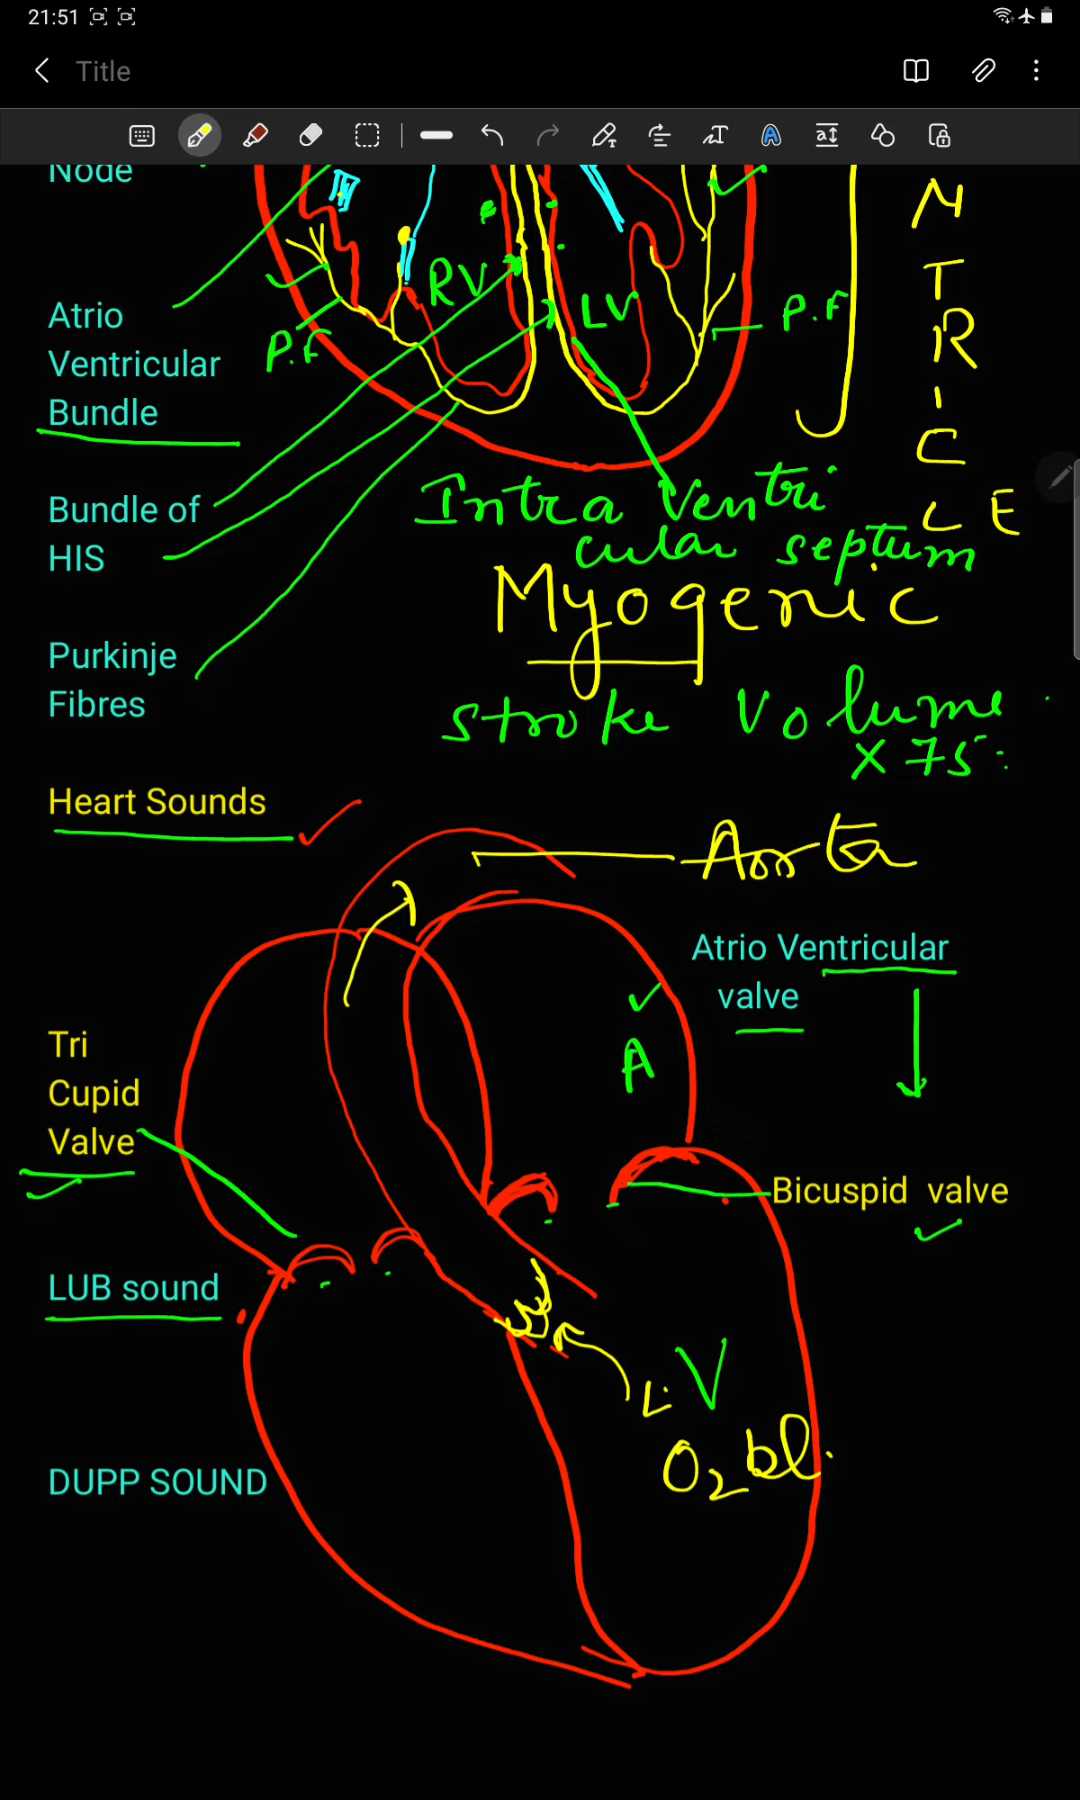 21:51
Title
Node
N
T
R
I
C
L E
RV
LV
P.F
P.F
Atrio
Ventricular
Bundle
Bundle of
HIS
Intra Ventri
cular septum
Myogenic
Purkinje
Fibres
stroke Volume
X 75
Heart Sounds
Aorta
Atrio Ventricular
valve
A
Tri
Cupid
Valve
Bicuspid valve
LUB sound
V
O2 bl.
DUPP SOUND